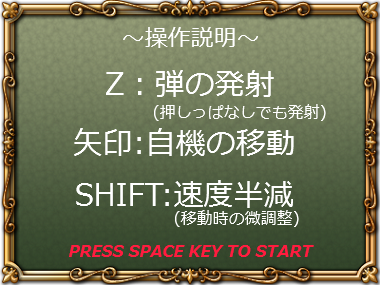 ～操作説明～
Z：弾の発射
(押しっぱなしでも発射)
矢印:自機の移動
SHIFT:速度半減
(移動時の微調整)
PRESS SPACE KEY TO START